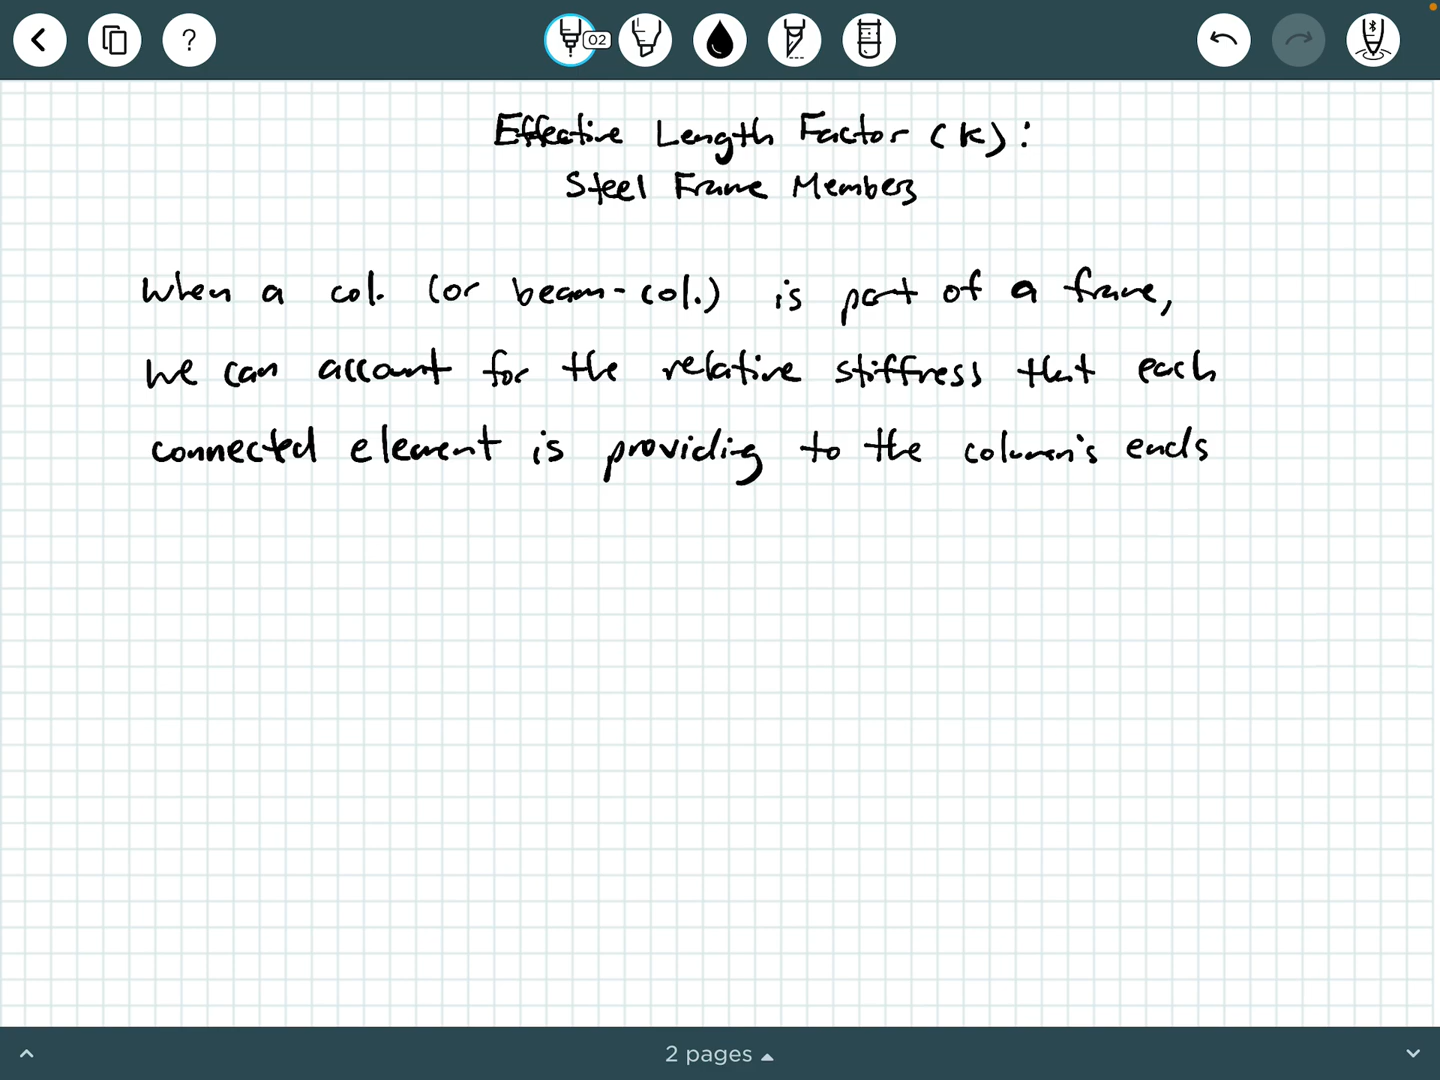 ?
02
Effective Length Factor (K):
Steel Frame Members
When a col. (or beam-col.) is part of a frame,
we can account for the relative stiffness that each
connected element is providing to the column's ends
2 pages